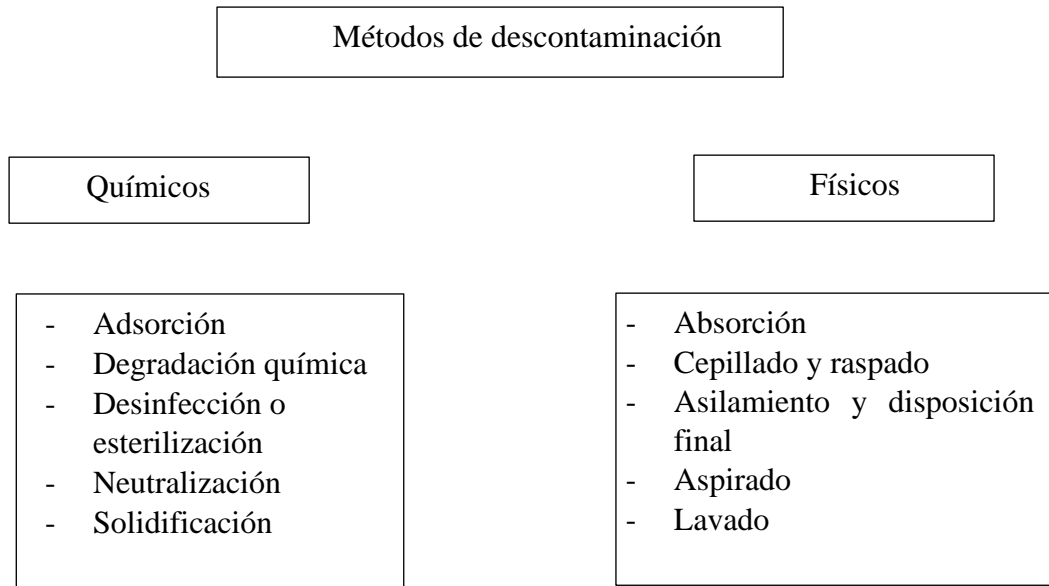 Métodos de descontaminación
Químicos
Físicos
- Adsorción
- Degradación química
- Desinfección o
esterilización
- Neutralización
- Solidificación
- Absorción
- Cepillado y raspado
- Asilamiento y disposición
final
- Aspirado
- Lavado